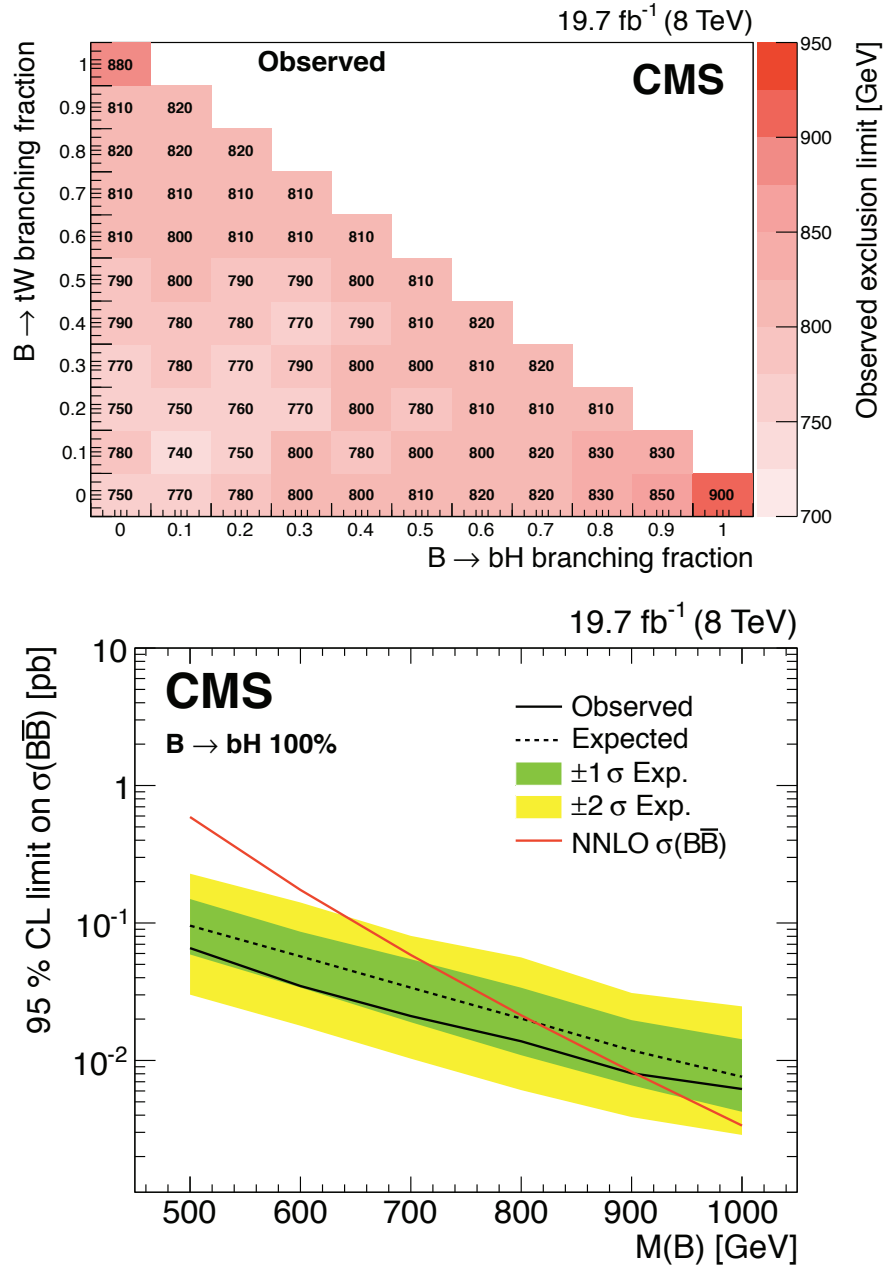 19.7 fb⁻¹ (8 TeV)
Observed
CMS
B → tW branching fraction
1 880
0.9 810 820
0.8 820 820 820
0.7 810 810 810 810
0.6 810 800 810 810 810
0.5 790 800 790 790 800 810
0.4 790 780 780 770 790 810 820
0.3 770 780 770 790 800 800 810 820
0.2 750 750 760 770 800 780 810 810 810
0.1 780 740 750 800 780 800 800 820 830 830
0 750 770 780 800 800 810 820 820 830 850 900
0 0.1 0.2 0.3 0.4 0.5 0.6 0.7 0.8 0.9 1
B → bH branching fraction
950
900
850
800
750
700
Observed exclusion limit [GeV]
19.7 fb⁻¹ (8 TeV)
CMS
B → bH 100%
Observed
Expected
±1 σ Exp.
±2 σ Exp.
NNLO σ(BB̅)
95 % CL limit on σ(BB̅) [pb]
10
1
10⁻¹
10⁻²
500 600 700 800 900 1000
M(B) [GeV]